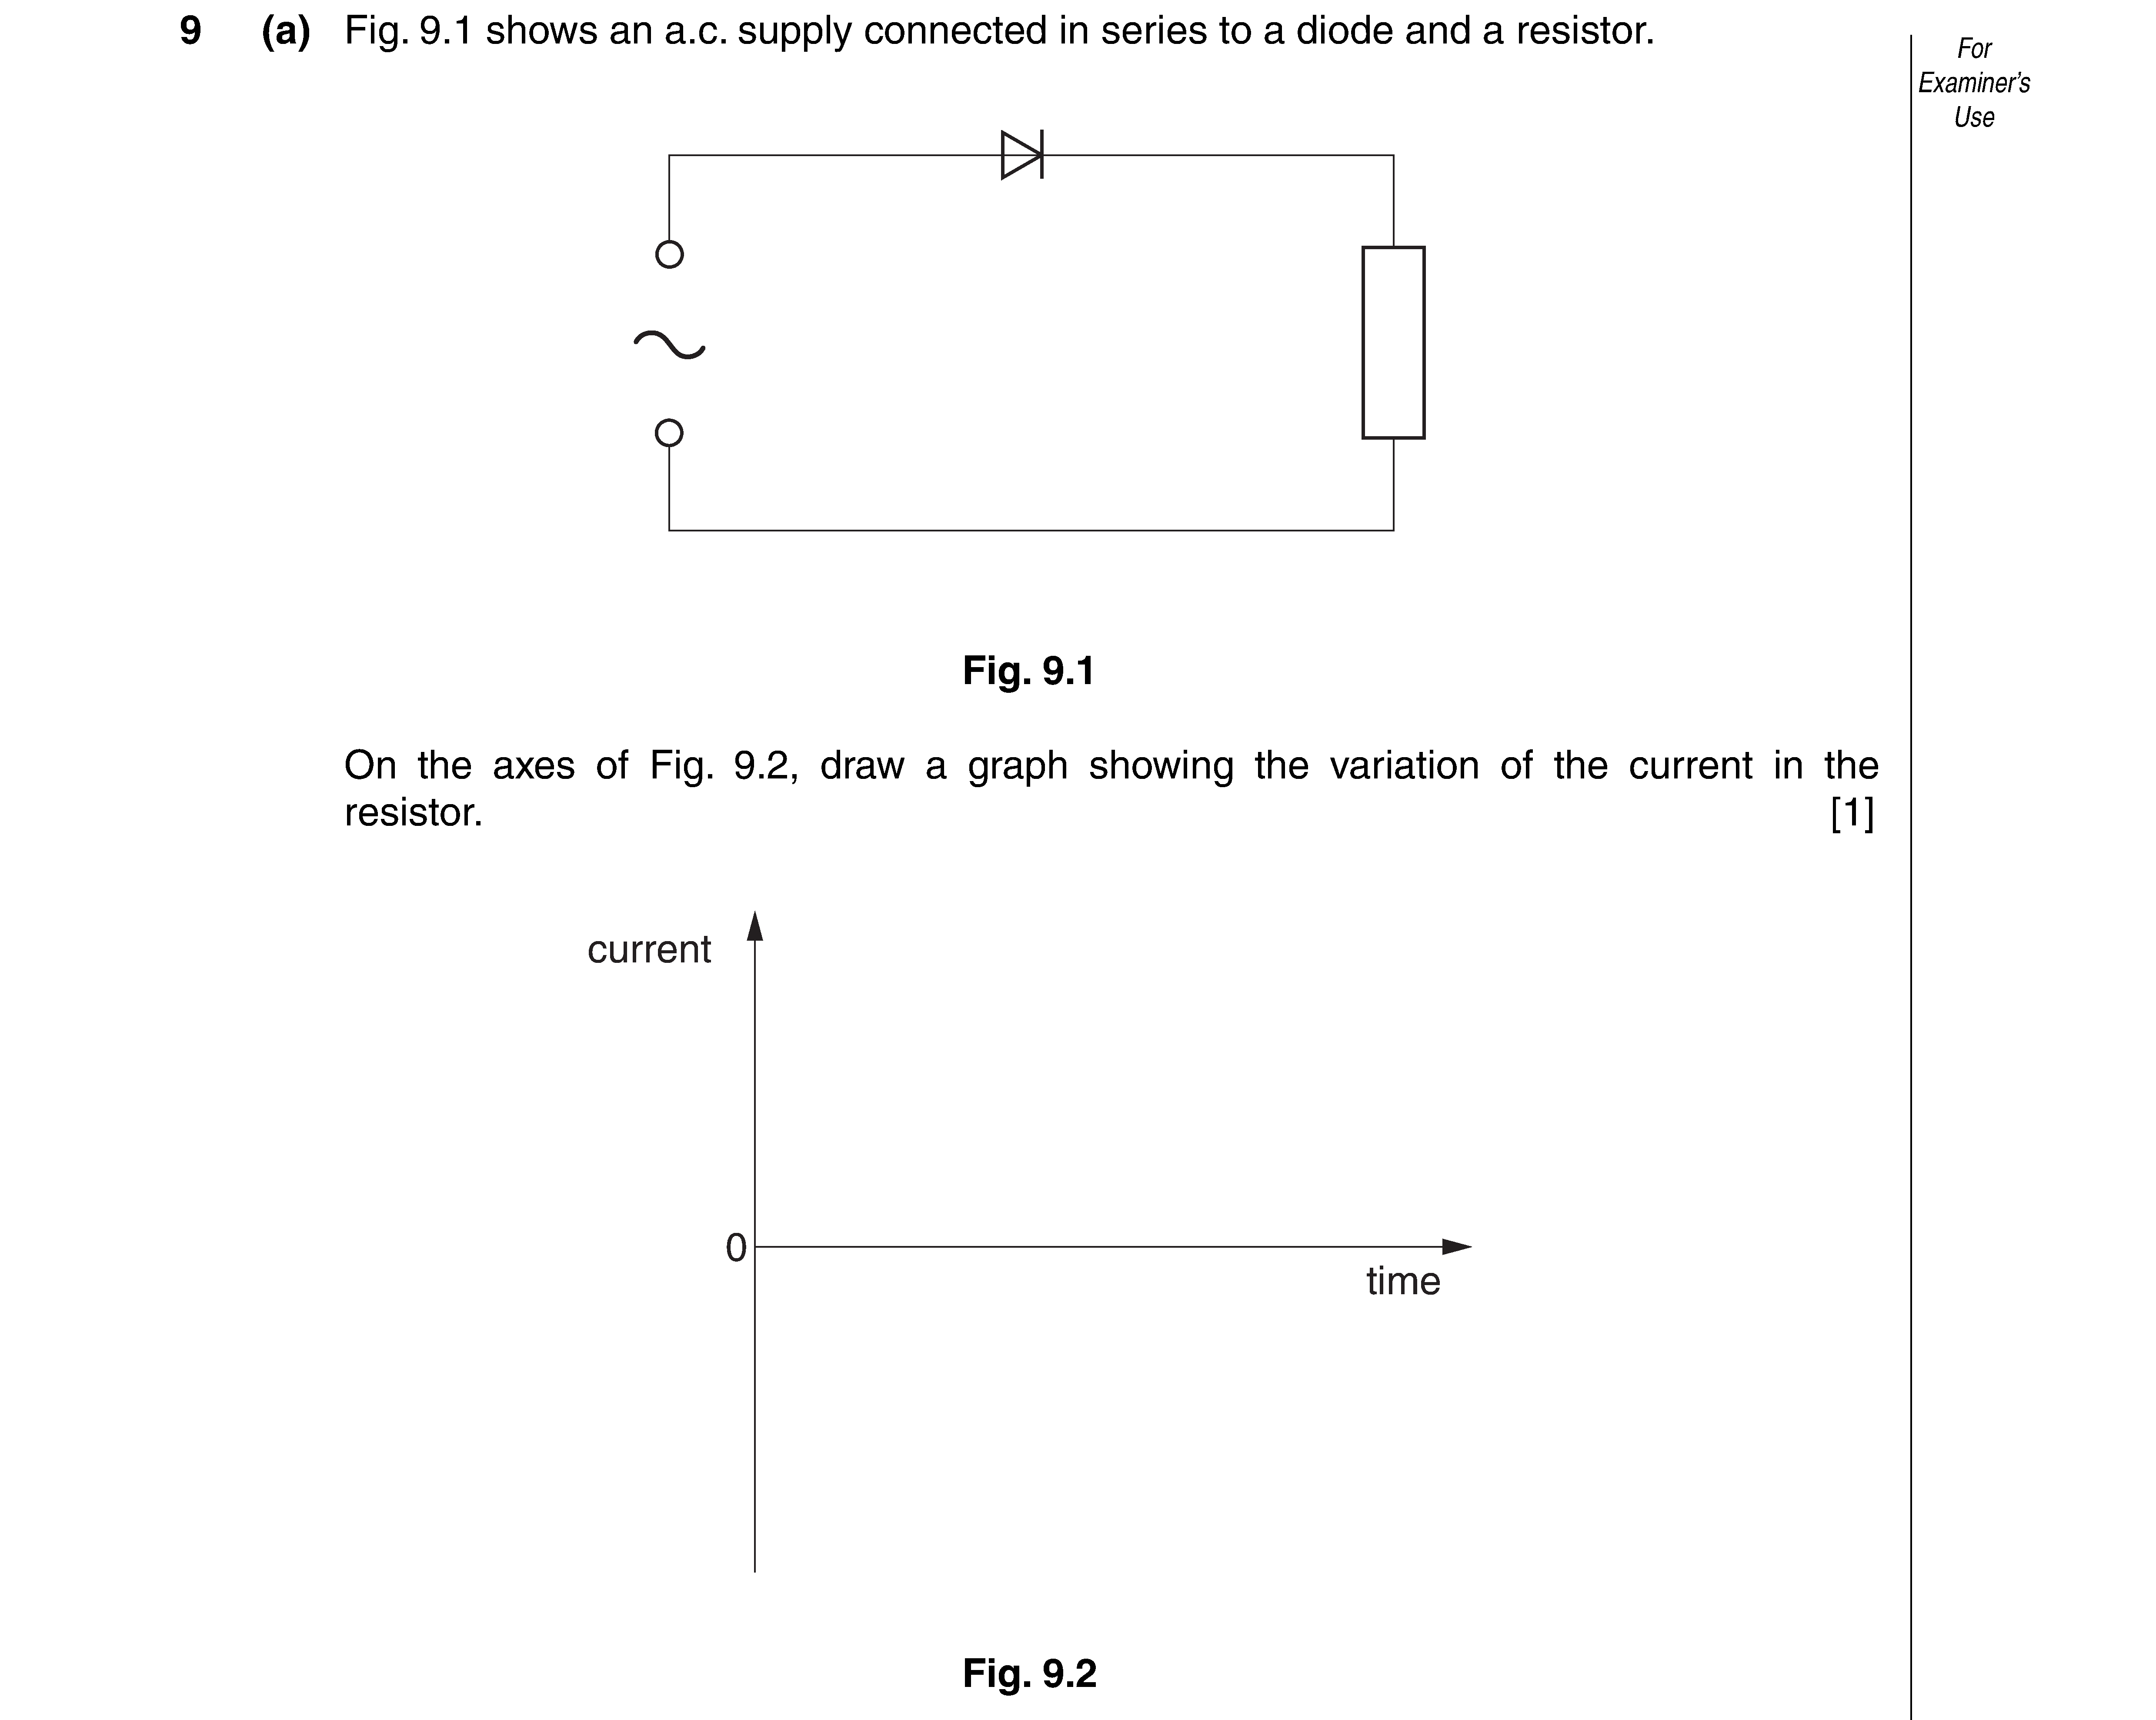 9 (a) Fig. 9.1 shows an a.c. supply connected in series to a diode and a resistor.
For
Examiner's
Use
Fig. 9.1
On the axes of Fig. 9.2, draw a graph showing the variation of the current in the
resistor. [1]
current
0
time
Fig. 9.2